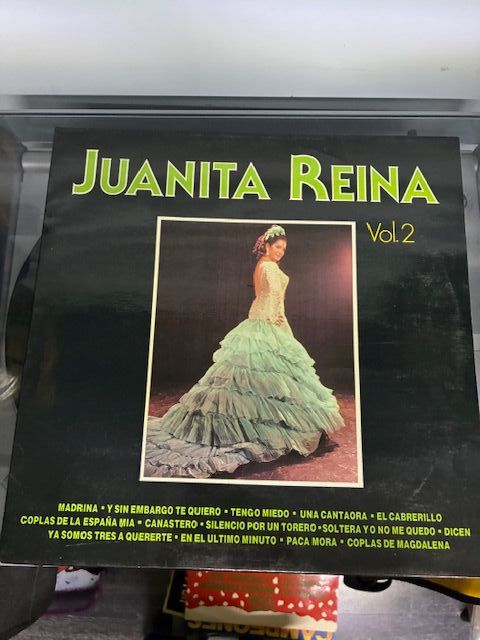 JUANITA REINA
Vol. 2
MADRINA • Y SIN EMBARGO TE QUIERO • TENGO MIEDO • UNA CANTAORA • EL CABRERILLO
COPLAS DE LA ESPAÑA MIA • CANASTERO • SILENCIO POR UN TORERO • SOLTERA Y O NO ME QUEDO • DICEN
YA SOMOS TRES A QUERERTE • EN EL ULTIMO MINUTO • PACA MORA • COPLAS DE MAGDALENA
CAMPEONES